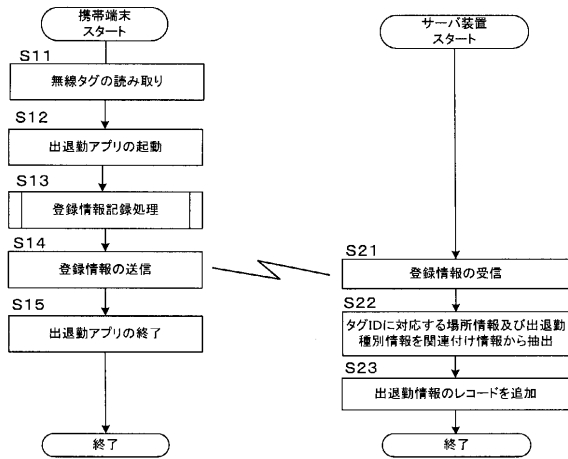 携帯端末
スタート
S11
無線タグの読み取り
S12
出退勤アプリの起動
S13
登録情報記録処理
S14
登録情報の送信
S15
出退勤アプリの終了
終了
サーバ装置
スタート
S21
登録情報の受信
S22
タグIDに対応する場所情報及び出退勤
種別情報を関連付け情報から抽出
S23
出退勤情報のレコードを追加
終了